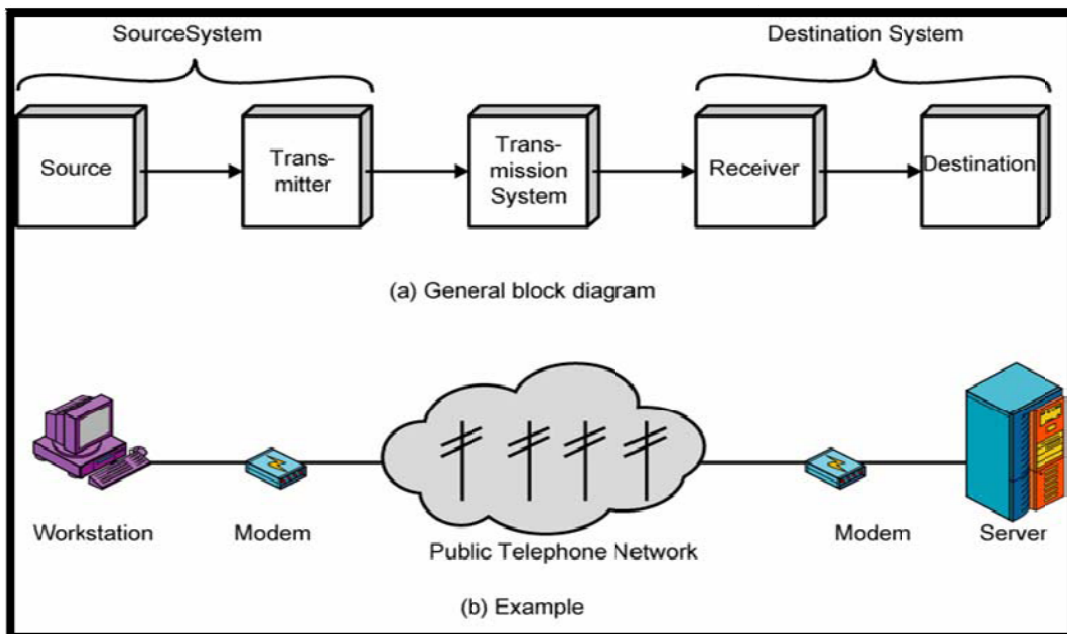 SourceSystem
Destination System
Source
Trans-
mitter
Trans-
mission
System
Receiver
Destination
(a) General block diagram
Workstation
Modem
Public Telephone Network
Modem
Server
(b) Example